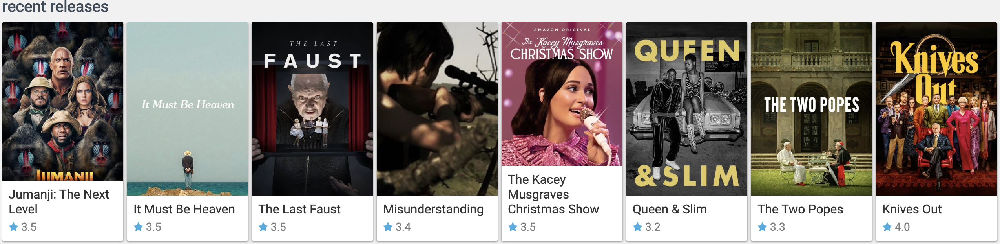 recent releases
JUMANJI
Jumanji: The Next
Level
3.5
It Must Be Heaven
It Must Be Heaven
3.5
THE LAST
FAUST
The Last Faust
3.5
Misunderstanding
3.4
AMAZON ORIGINAL
The Kacey Musgraves
CHRISTMAS SHOW
The Kacey
Musgraves
Christmas Show
3.5
QUEEN
& SLIM
Queen & Slim
3.2
THE TWO POPES
The Two Popes
3.3
Knives
Out
Knives Out
4.0